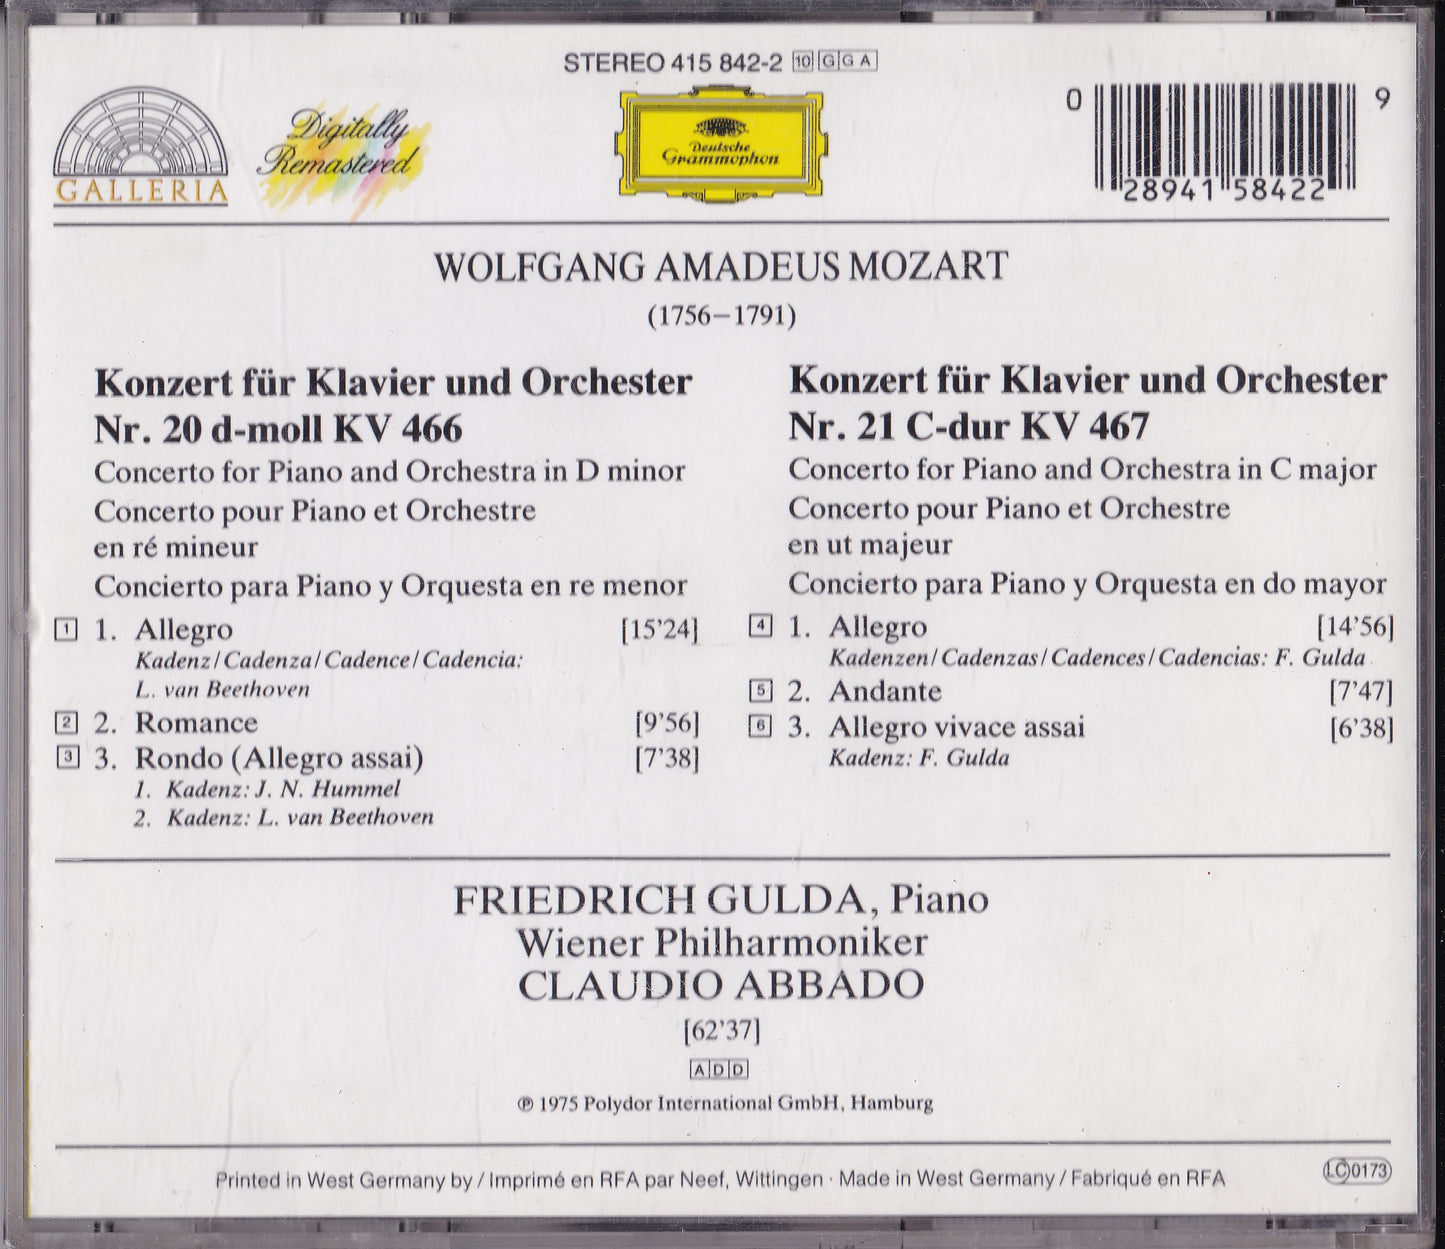 STEREO 415 842-2 10 GGA
GALLERIA
Digitally
Remastered
Deutsche
Grammophon
0 28941 58422 9
WOLFGANG AMADEUS MOZART
(1756–1791)
Konzert für Klavier und Orchester
Nr. 20 d-moll KV 466
Concerto for Piano and Orchestra in D minor
Concerto pour Piano et Orchestre
en ré mineur
Concierto para Piano y Orquesta en re menor
1 1. Allegro [15’24]
Kadenz/Cadenza/Cadence/Cadencia:
L. van Beethoven
2 2. Romance [9’56]
3 3. Rondo (Allegro assai) [7’38]
1. Kadenz: J. N. Hummel
2. Kadenz: L. van Beethoven
Konzert für Klavier und Orchester
Nr. 21 C-dur KV 467
Concerto for Piano and Orchestra in C major
Concerto pour Piano et Orchestre
en ut majeur
Concierto para Piano y Orquesta en do mayor
4 1. Allegro [14’56]
Kadenzen/Cadenzas/Cadences/Cadencias: F. Gulda
5 2. Andante [7’47]
6 3. Allegro vivace assai [6’38]
Kadenz: F. Gulda
FRIEDRICH GULDA, Piano
Wiener Philharmoniker
CLAUDIO ABBADO
[62’37]
ADD
℗ 1975 Polydor International GmbH, Hamburg
Printed in West Germany by / Imprimé en RFA par Neef, Wittingen · Made in West Germany / Fabriqué en RFA
LC 0173